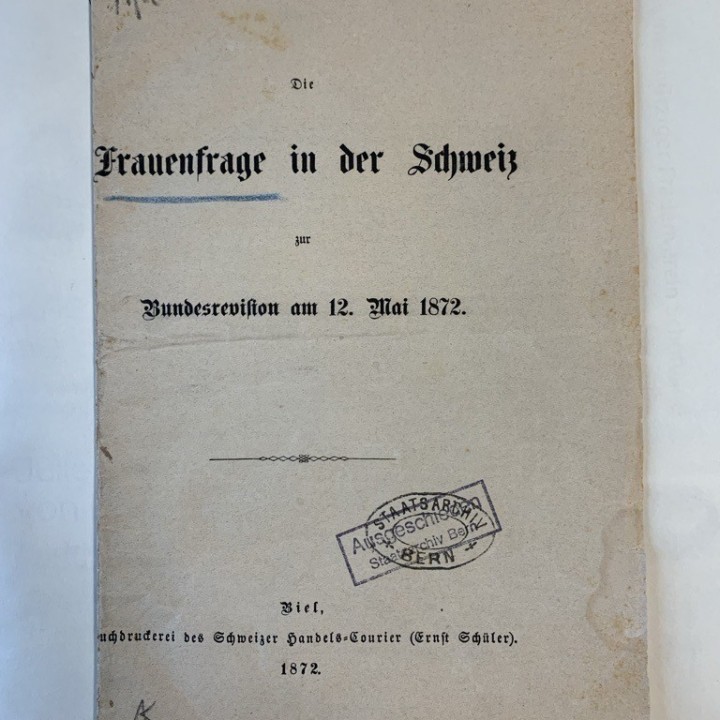 Die
Frauenfrage in der Schweiz
zur
Bundesrevision am 12. Mai 1872.
STAATSARCHIV
BERN
Ausgeschieden
Staatsarchiv Bern
Biel,
uchdruckerei des Schweizer Handels-Courier (Ernst Schüler).
1872.